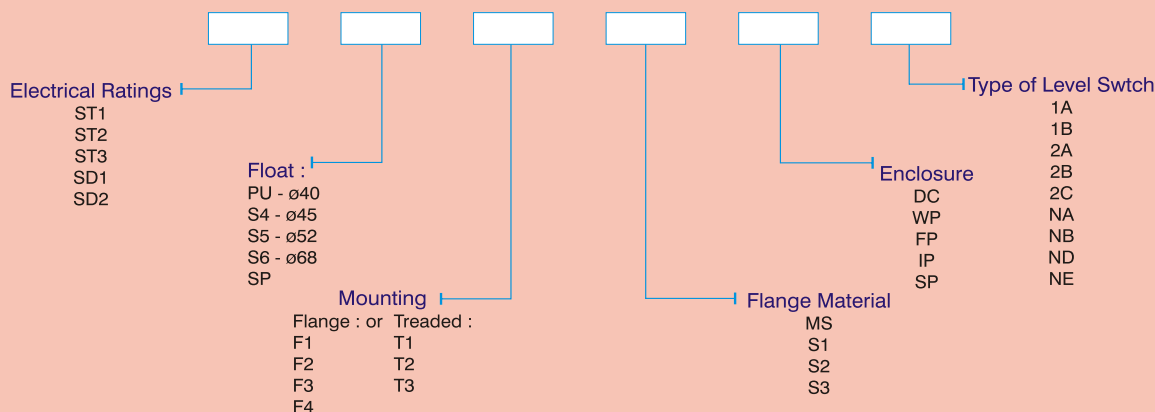 Electrical Ratings
ST1
ST2
ST3
SD1
SD2
Float :
PU - ø40
S4 - ø45
S5 - ø52
S6 - ø68
SP
Mounting
Flange : or Treaded :
F1 T1
F2 T2
F3 T3
F4
Flange Material
MS
S1
S2
S3
Enclosure
DC
WP
FP
IP
SP
Type of Level Swtch
1A
1B
2A
2B
2C
NA
NB
ND
NE